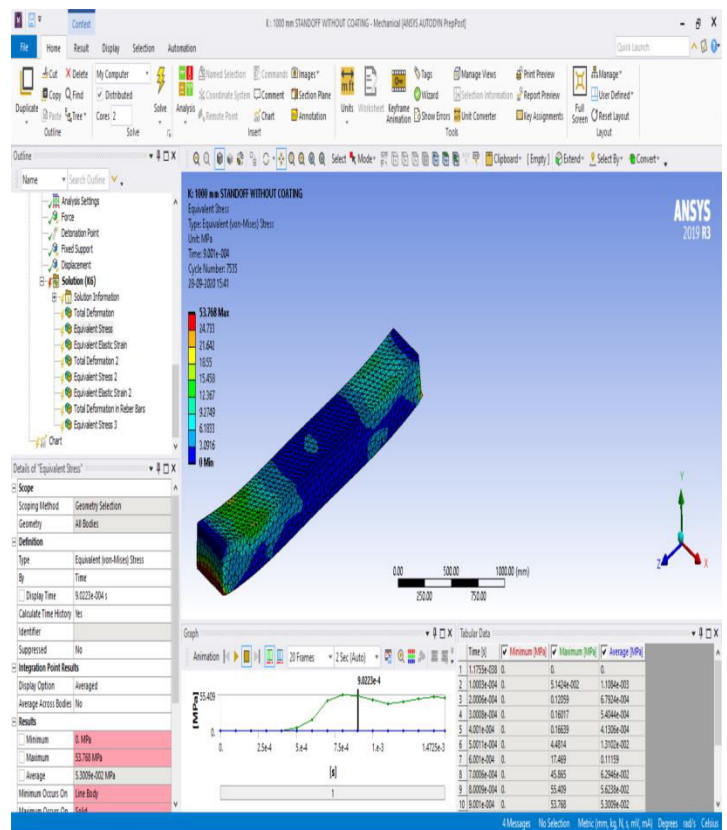 K: 1000 mm STANDOFF WITHOUT COATING - Mechanical [ANSYS AUTODYN PrepPost]
Context
File Home Result Display Selection Automation
Quick Launch
Duplicate
Cut
Copy
Paste
Delete
Find
Tree
Outline
My Computer
Distributed
Cores 2
Solve
Solve
Analysis
Named Selection
Coordinate System
Remote Point
Commands
Comment
Chart
Images
Section Plane
Annotation
Insert
Units
Worksheet
Keyframe Animation
Tags
Wizard
Show Errors
Manage Views
Selection Information
Unit Converter
Print Preview
Report Preview
Key Assignments
Tools
Full Screen
Manage
User Defined
Reset Layout
Layout
Outline
Name Search Outline
Select Mode Clipboard [Empty] Extend Select By Convert
Analysis Settings
Force
Detonation Point
Fixed Support
Displacement
Solution (K6)
Solution Information
Total Deformation
Equivalent Stress
Equivalent Elastic Strain
Total Deformation 2
Equivalent Stress 2
Equivalent Elastic Strain 2
Total Deformation in Reber Bars
Equivalent Stress 3
Chart
K: 1000 mm STANDOFF WITHOUT COATING
Equivalent Stress
Type: Equivalent (von-Mises) Stress
Unit: MPa
Time: 9.001e-004
Cycle Number: 7535
28-09-2020 15:41
53.768 Max
24.733
21.642
18.55
15.458
12.367
9.2749
6.1833
3.0916
0 Min
ANSYS
2019 R3
Y
Z X
0.00 500.00 1000.00 (mm)
250.00 750.00
Details of "Equivalent Stress"
Scope
Scoping Method Geometry Selection
Geometry All Bodies
Definition
Type Equivalent (von-Mises) Stress
By Time
Display Time 9.0223e-004 s
Calculate Time History Yes
Identifier
Suppressed No
Integration Point Results
Display Option Averaged
Average Across Bodies No
Results
Minimum 0. MPa
Maximum 53.768 MPa
Average 5.3009e-002 MPa
Minimum Occurs On Line Body
Maximum Occurs On Solid
Graph
Animation 20 Frames 2 Sec (Auto)
9.0223e-4
55.409
[MPa]
0.
0. 2.5e-4 5.e-4 7.5e-4 1.e-3 1.4725e-3
[s]
1
Tabular Data
Time [s] Minimum [MPa] Maximum [MPa] Average [MPa]
1 1.1755e-038 0. 0. 0.
2 1.0003e-004 0. 5.1424e-002 1.1084e-003
3 2.0006e-004 0. 0.12059 6.7924e-004
4 3.0008e-004 0. 0.16017 5.4044e-004
5 4.001e-004 0. 0.16639 4.1306e-004
6 5.0011e-004 0. 4.4814 1.3102e-002
7 6.001e-004 0. 17.489 0.11159
8 7.0006e-004 0. 45.865 6.2946e-002
9 8.0009e-004 0. 55.409 5.6238e-002
10 9.001e-004 0. 53.768 5.3009e-002
4 Messages No Selection Metric (mm, kg, N, s, mV, mA) Degrees rad/s Celsius